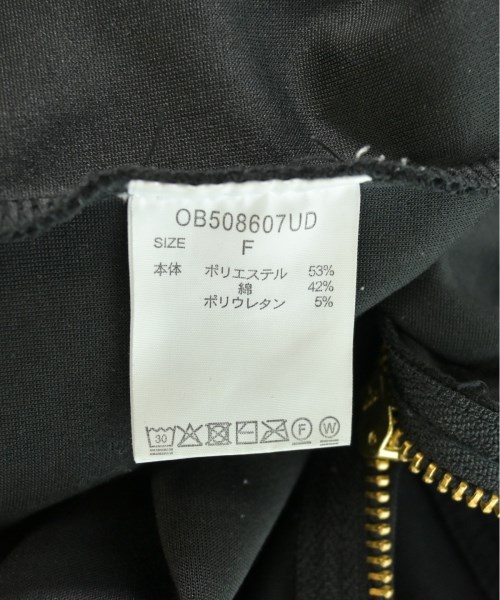 OB508607UD
SIZE F
本体 ポリエステル 53%
綿 42%
ポリウレタン 5%
30 F W